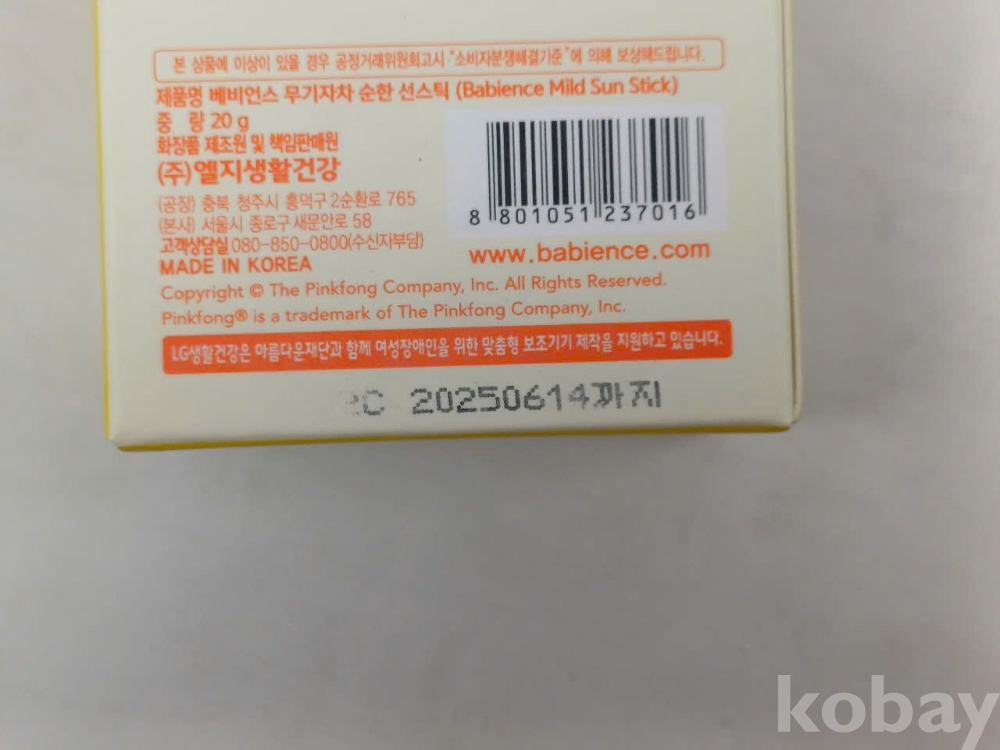 본 상품에 이상이 있을 경우 공정거래위원회고시 "소비자분쟁해결기준"에 의해 보상해드립니다.
제품명 베비언스 무기자차 순한 선스틱 (Babience Mild Sun Stick)
중 량 20 g
화장품 제조원 및 책임판매원
(주)엘지생활건강
(공장) 충북 청주시 흥덕구 2순환로 765
(본사) 서울시 종로구 새문안로 58
고객상담실 080-850-0800(수신자부담)
MADE IN KOREA
8 801051 237016
www.babience.com
Copyright © The Pinkfong Company, Inc. All Rights Reserved.
Pinkfong® is a trademark of The Pinkfong Company, Inc.
LG생활건강은 아름다운재단과 함께 여성장애인을 위한 맞춤형 보조기기 제작을 지원하고 있습니다.
20250614까지
kobay